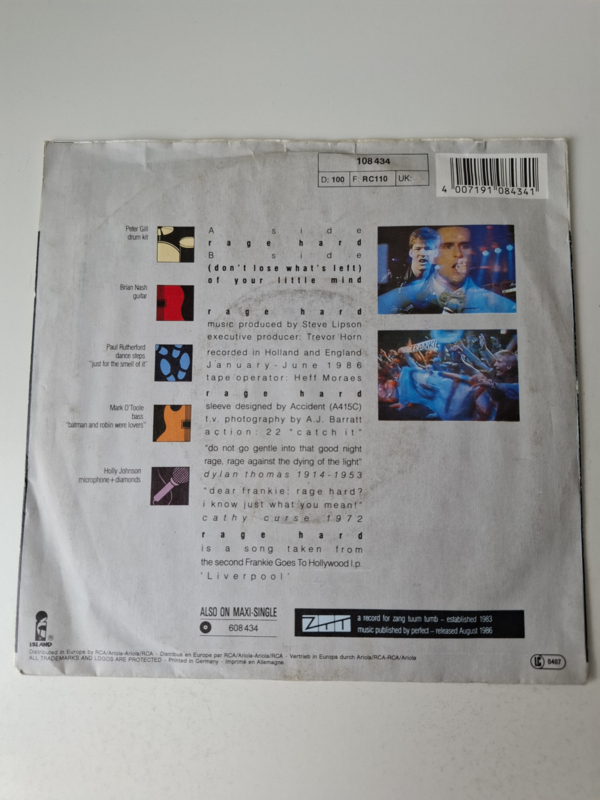 108 434
D: 100 F: RC110 UK:
4 007191 084341
Peter Gill
drum kit
Brian Nash
guitar
Paul Rutherford
dance steps
"just for the smell of it"
Mark O'Toole
bass
"batman and robin were lovers"
Holly Johnson
microphone + diamonds
A side
rage hard
B side
(don't lose what's left)
of your little mind
rage hard
music produced by Steve Lipson
executive producer: Trevor Horn
recorded in Holland and England
January - June 1986
tape operator: Heff Moraes
rage hard
sleeve designed by Accident (A415C)
t.v. photography by A.J. Barratt
action: 22 "catch it"
"do not go gentle into that good night
rage, rage against the dying of the light"
dylan thomas 1914-1953
"dear frankie: rage hard?
i know just what you mean!"
cathy curse 1972
rage hard
is a song taken from
the second Frankie Goes To Hollywood l.p.
'Liverpool'
FRANKIE
ALSO ON MAXI-SINGLE
608 434
ZTT
a record for zang tuum tumb – established 1983
music published by perfect – released August 1986
ISLAND
Distributed in Europe by RCA/Ariola-Ariola/RCA - Distribué en Europe par RCA/Ariola-Ariola/RCA - Vertrieb in Europa durch Ariola/RCA-RCA/Ariola
ALL TRADEMARKS AND LOGOS ARE PROTECTED - Printed in Germany - Imprimé en Allemagne.
LC 0407